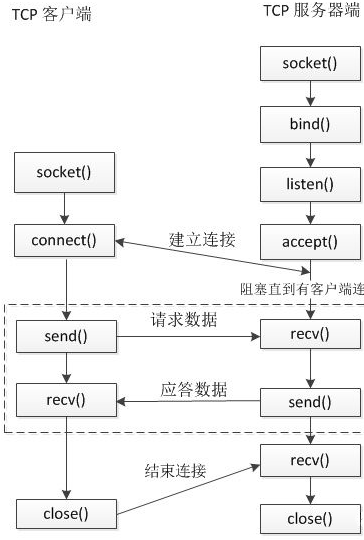 TCP 客户端
TCP 服务器端
socket()
bind()
socket()
listen()
connect()
建立连接
accept()
阻塞直到有客户端连
send()
请求数据
recv()
recv()
应答数据
send()
结束连接
recv()
close()
close()